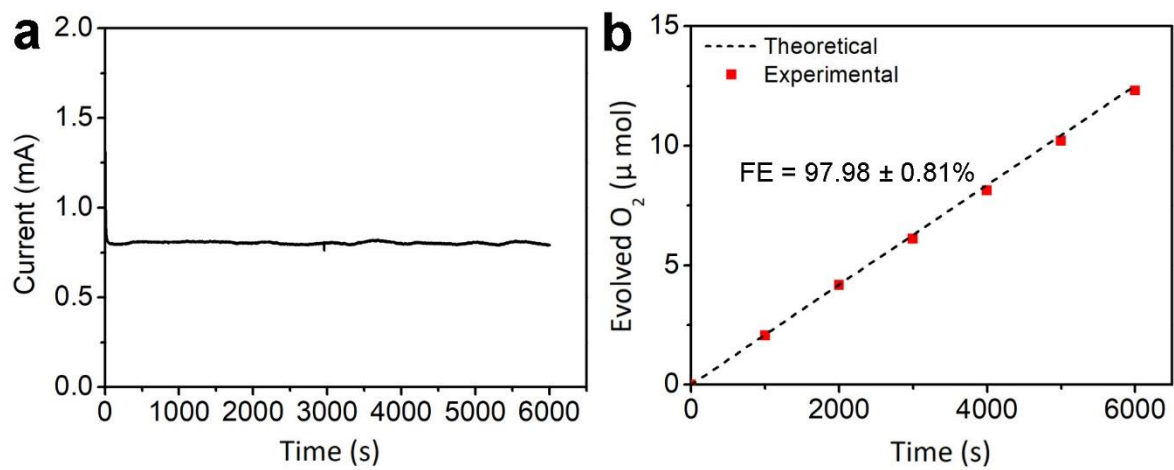 a
2.0
1.5
1.0
0.5
0.0
Current (mA)
0 1000 2000 3000 4000 5000 6000
Time (s)
b
15
10
5
0
Evolved O₂ (μ mol)
Theoretical
Experimental
FE = 97.98 ± 0.81%
0 2000 4000 6000
Time (s)